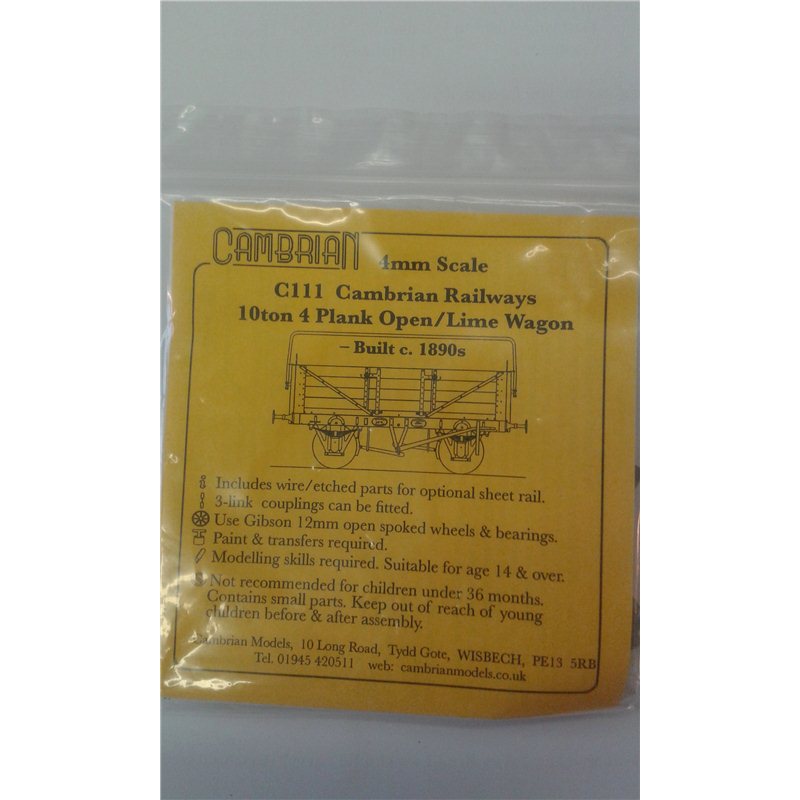 CAMBRIAN 4mm Scale
C111 Cambrian Railways
10ton 4 Plank Open/Lime Wagon
– Built c. 1890s
Includes wire/etched parts for optional sheet rail.
3-link couplings can be fitted.
Use Gibson 12mm open spoked wheels & bearings.
Paint & transfers required.
Modelling skills required. Suitable for age 14 & over.
Not recommended for children under 36 months.
Contains small parts. Keep out of reach of young
children before & after assembly.
Cambrian Models, 10 Long Road, Tydd Gote, WISBECH, PE13 5RB
Tel. 01945 420511 web: cambrianmodels.co.uk